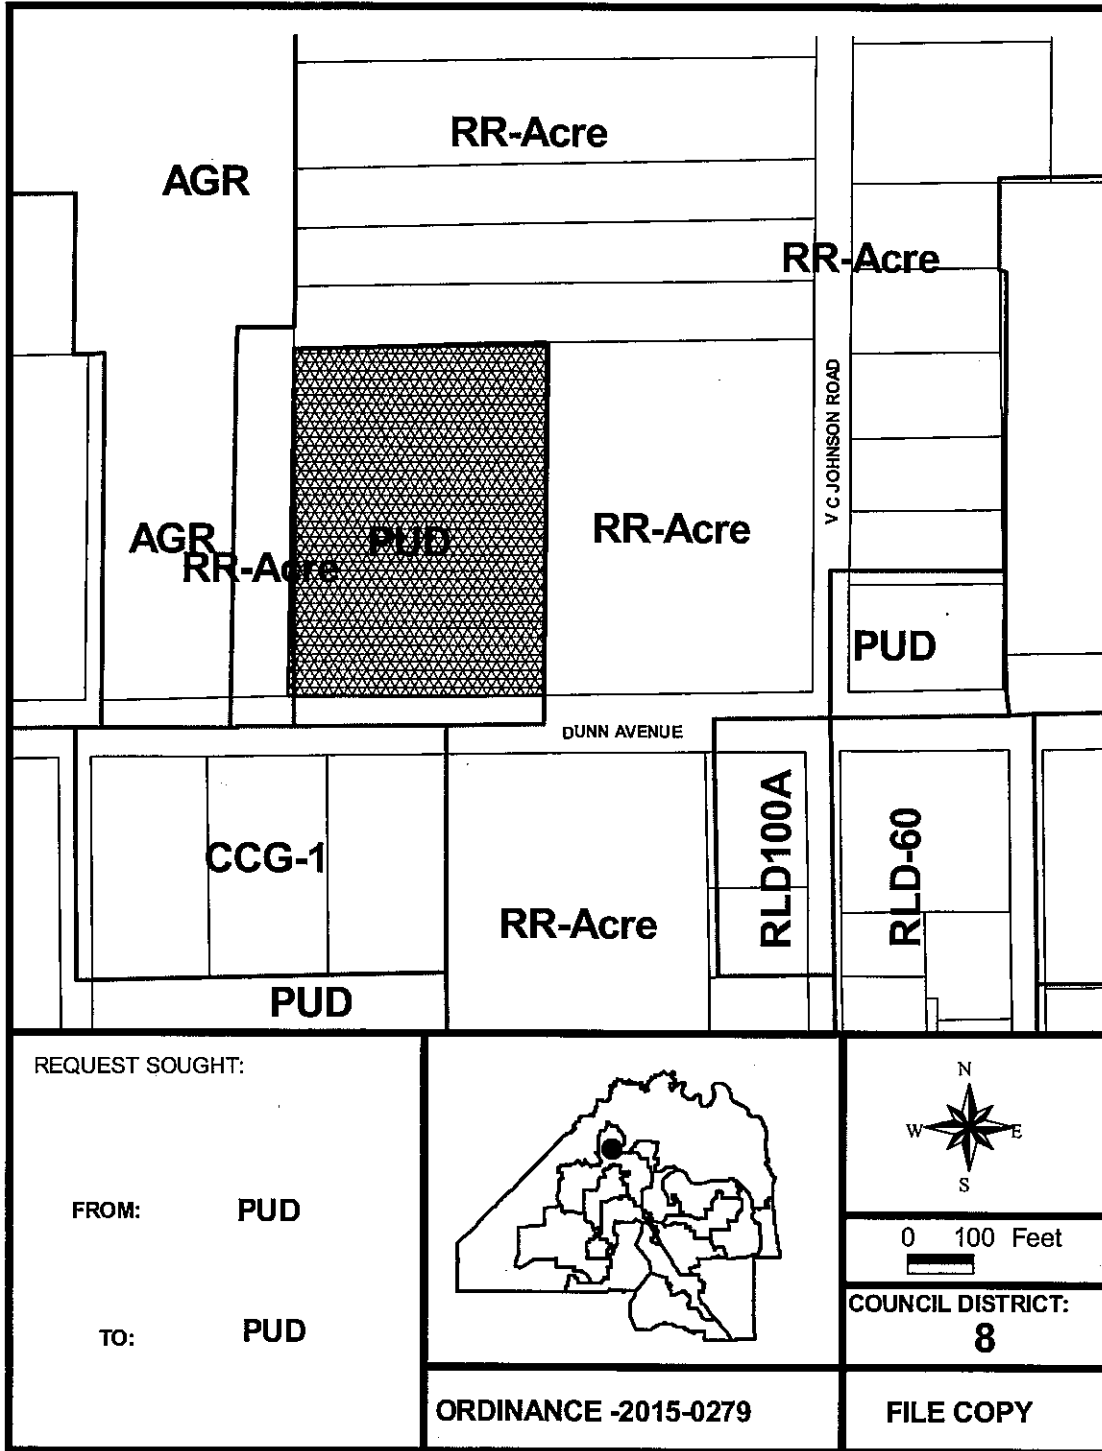 RR-Acre
AGR
RR-Acre
V C JOHNSON ROAD
AGR
RR-Acre
PUD
RR-Acre
PUD
DUNN AVENUE
CCG-1
RR-Acre
RLD100A
RLD-60
PUD
REQUEST SOUGHT:
FROM: PUD
TO: PUD
N
W E
S
0 100 Feet
COUNCIL DISTRICT:
8
ORDINANCE -2015-0279
FILE COPY